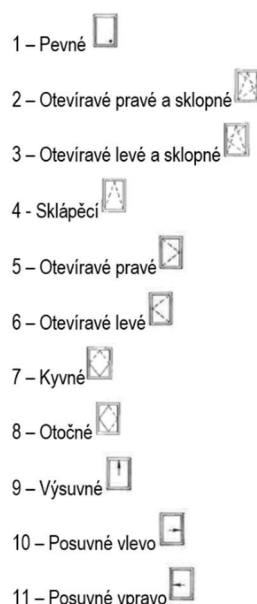 1 – Pevné
2 – Otevíravé pravé a sklopné
3 – Otevíravé levé a sklopné
4 - Sklápěcí
5 – Otevíravé pravé
6 – Otevíravé levé
7 – Kyvné
8 – Otočné
9 – Výsuvné
10 – Posuvné vlevo
11 – Posuvné vpravo